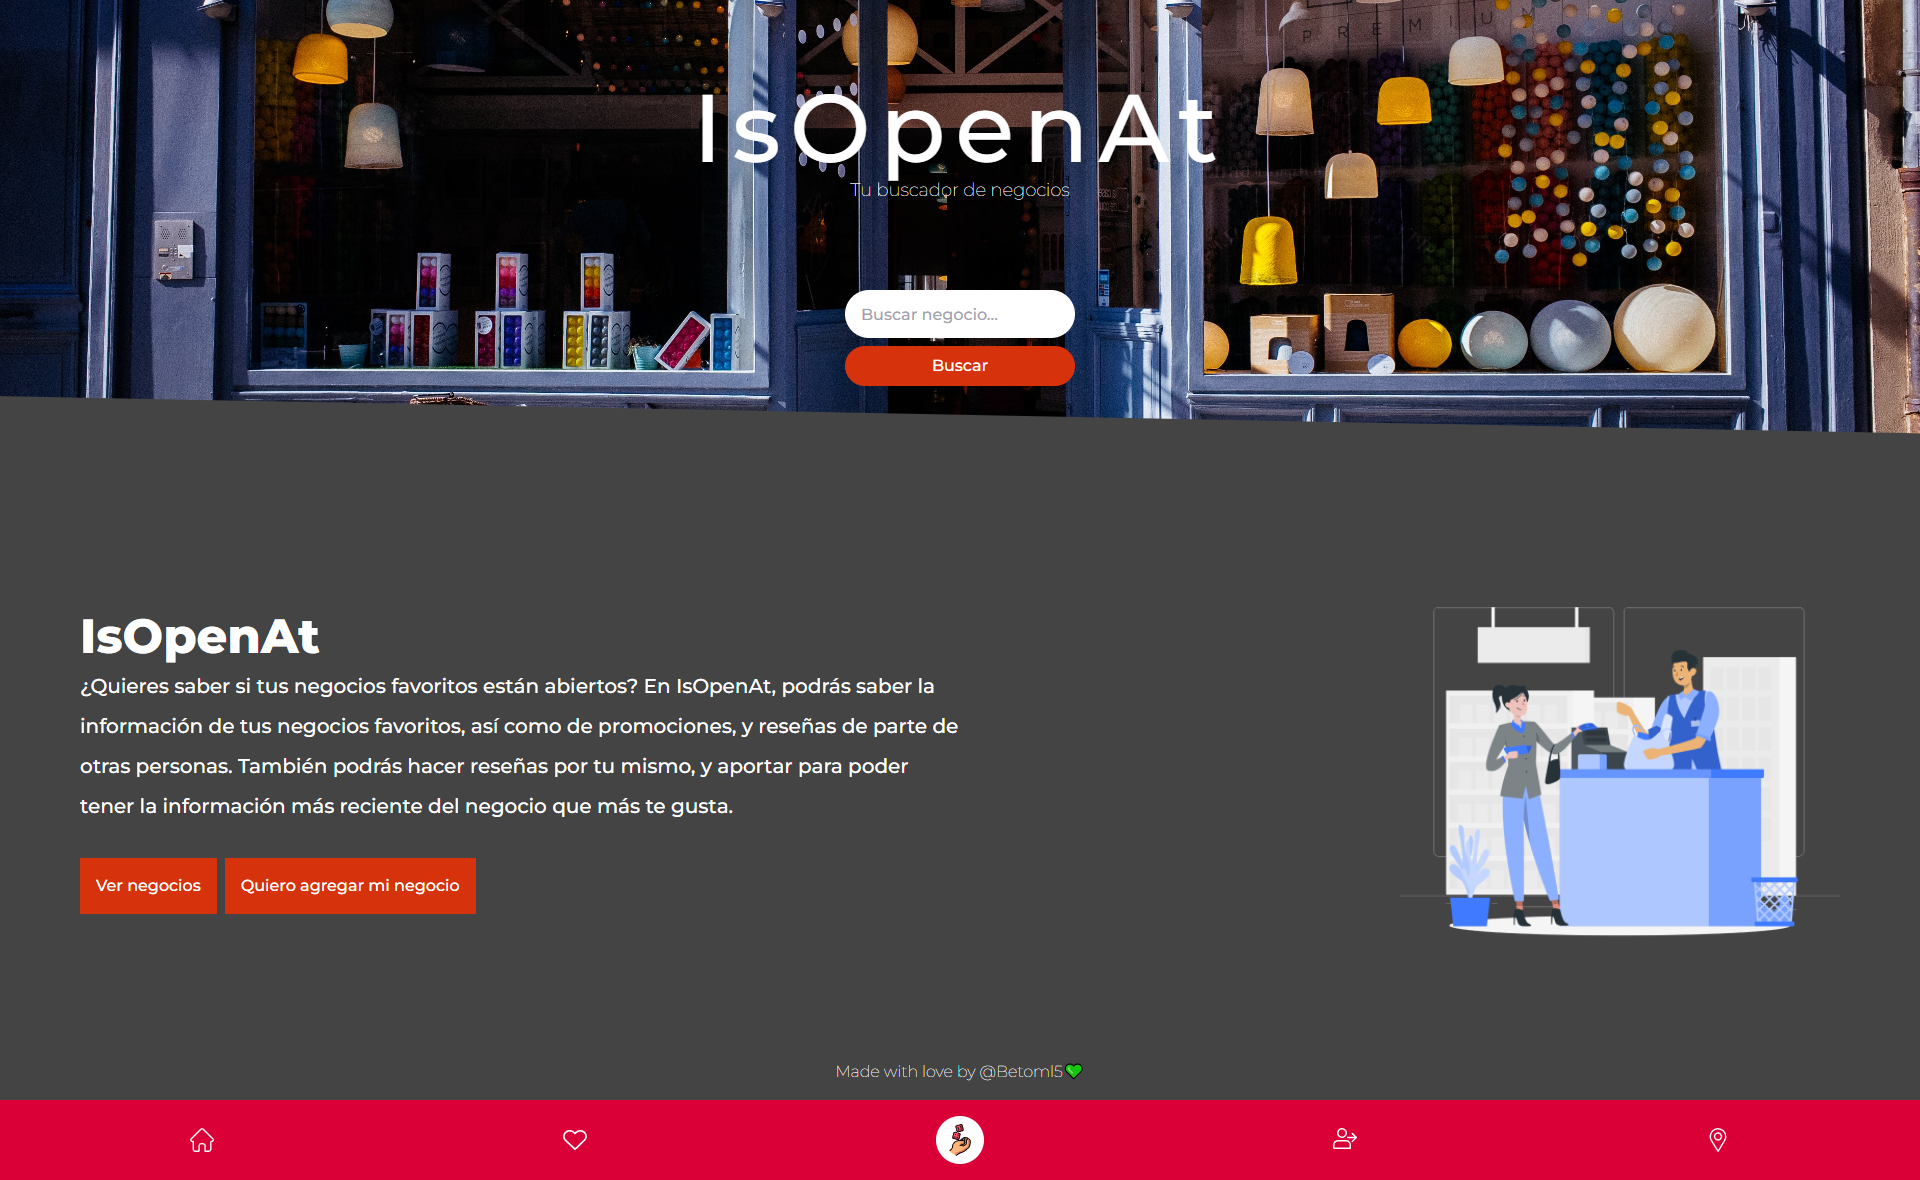 PREMIUM
IsOpenAt
Tu buscador de negocios
Buscar negocio...
Buscar
IsOpenAt
¿Quieres saber si tus negocios favoritos están abiertos? En IsOpenAt, podrás saber la
información de tus negocios favoritos, así como de promociones, y reseñas de parte de
otras personas. También podrás hacer reseñas por tu mismo, y aportar para poder
tener la información más reciente del negocio que más te gusta.
Ver negocios
Quiero agregar mi negocio
Made with love by @Betoml5💚